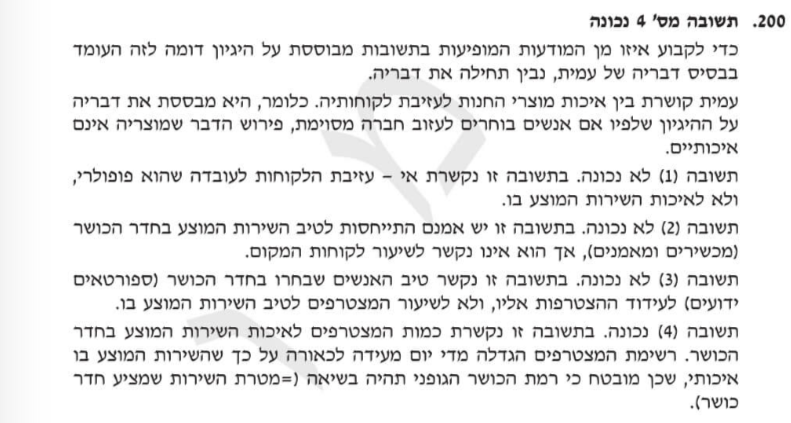 200. תשובה מס' 4 נכונה
כדי לקבוע איזו מן המודעות המופיעות בתשובות מבוססת על היגיון דומה לזה העומד
בבסיס דבריה של עמית, נבין תחילה את דבריה.
עמית קושרת בין איכות מוצרי החנות לעזיבת לקוחותיה. כלומר, היא מבססת את דבריה
על ההיגיון שלפיו אם אנשים בוחרים לעזוב חברה מסוימת, פירוש הדבר שמוצריה אינם
איכותיים.
תשובה (1) לא נכונה. בתשובה זו נקשרת אי – עזיבת הלקוחות לעובדה שהוא פופולרי,
ולא לאיכות השירות המוצע בו.
תשובה (2) לא נכונה. בתשובה זו יש אמנם התייחסות לטיב השירות המוצע בחדר הכושר
(מכשירים ומאמנים), אך הוא אינו נקשר לשיעור לקוחות המקום.
תשובה (3) לא נכונה. בתשובה זו נקשר טיב האנשים שבחרו בחדר הכושר (ספורטאים
ידועים) לעידוד ההצטרפות אליו, ולא לשיעור המצטרפים לטיב השירות המוצע בו.
תשובה (4) נכונה. בתשובה זו נקשרת כמות המצטרפים לאיכות השירות המוצע בחדר
הכושר. רשימת המצטרפים הגדלה מדי יום מעידה לכאורה על כך שהשירות המוצע בו
איכותי, שכן מובטח כי רמת הכושר הגופני תהיה בשיאה (=מטרת השירות שמציע חדר
כושר).